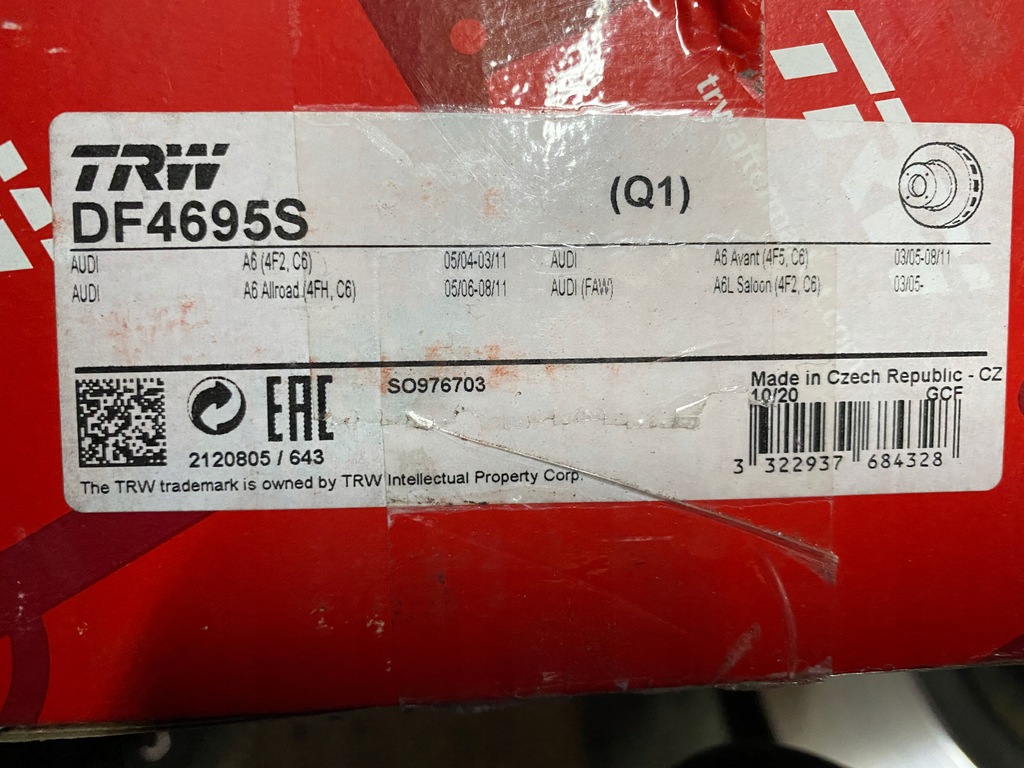 trwafte
TRW
DF4695S
(Q1)
AUDI A6 (4F2, C6) 05/04-03/11 AUDI A6 Avant (4F5, C6) 03/05-08/11
AUDI A6 Allroad (4FH, C6) 05/06-08/11 AUDI (FAW) A6L Saloon (4F2, C6) 03/05-
EAC
SO976703
Made in Czech Republic - CZ
10/20 GCF
2120805 / 643
3 322937 684328
The TRW trademark is owned by TRW Intellectual Property Corp.